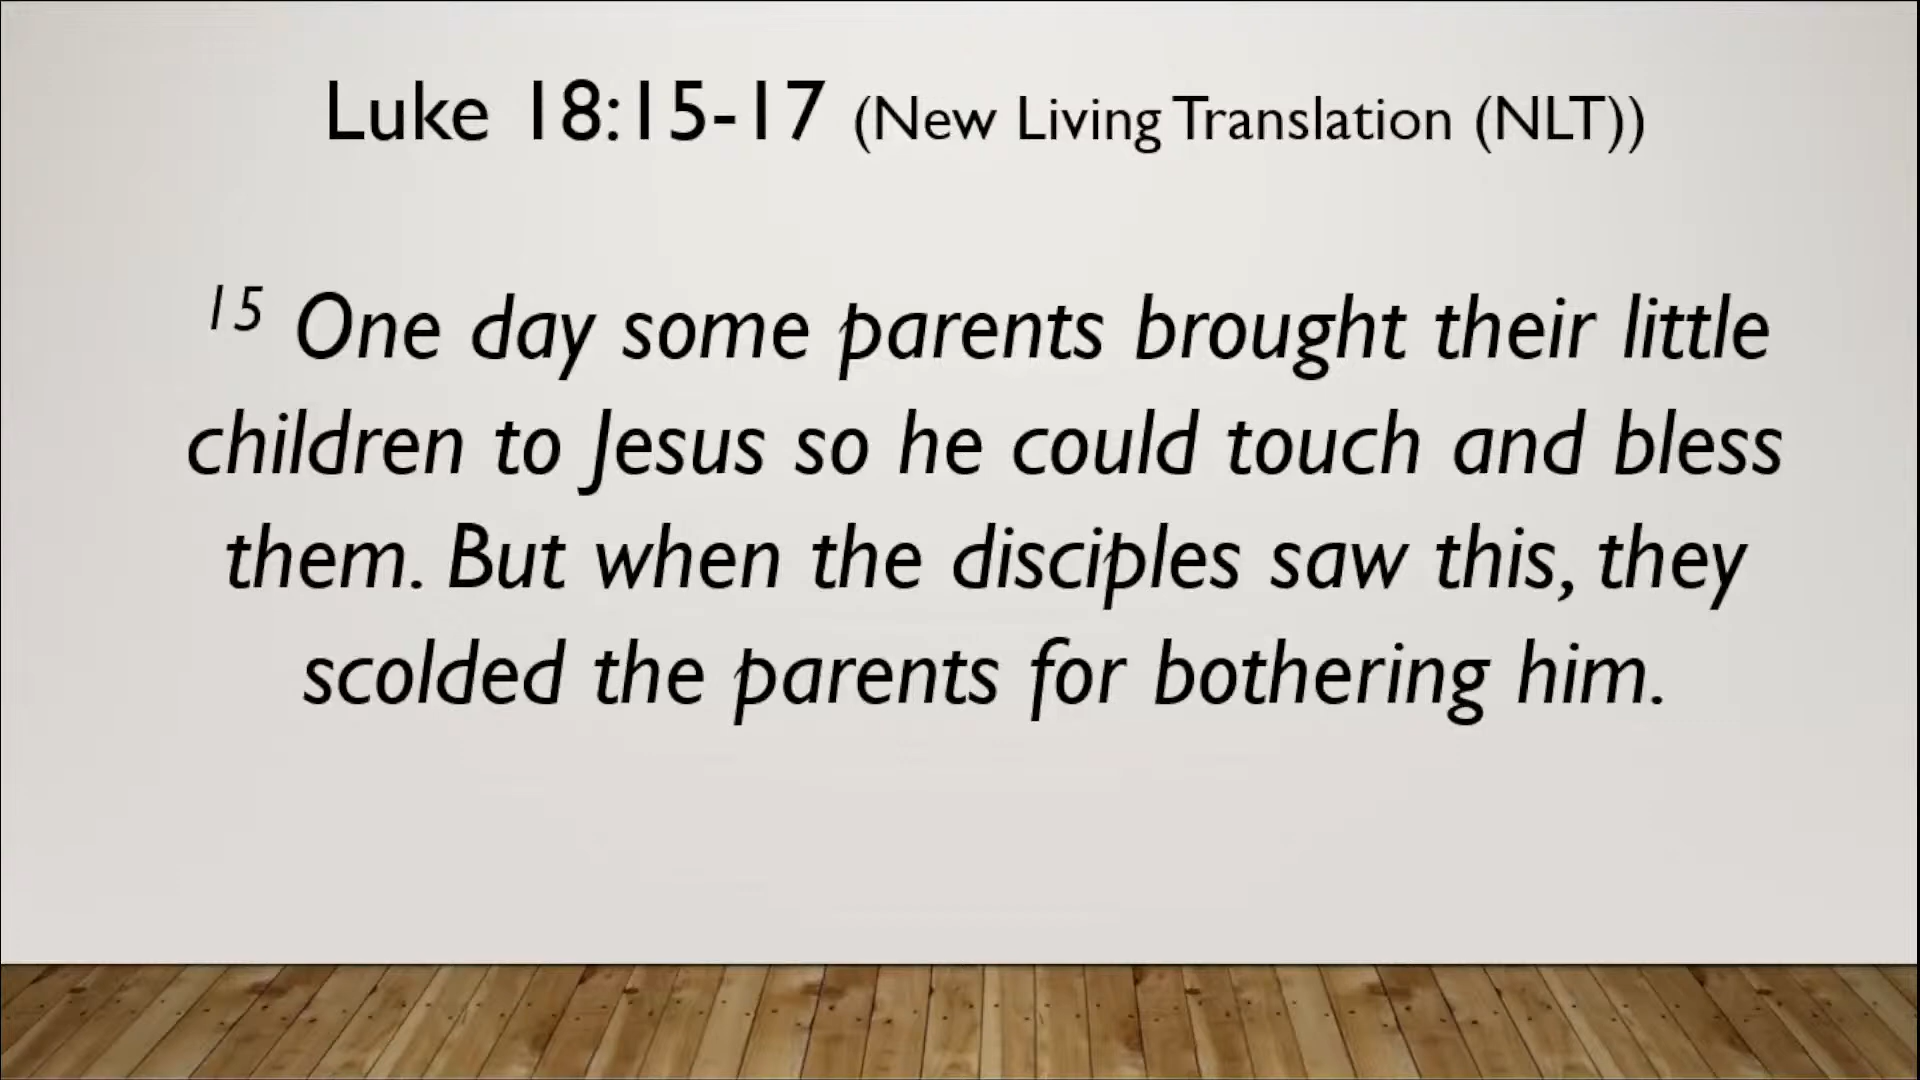 Luke 18:15-17 (New Living Translation (NLT))
15 One day some parents brought their little
children to Jesus so he could touch and bless
them. But when the disciples saw this, they
scolded the parents for bothering him.